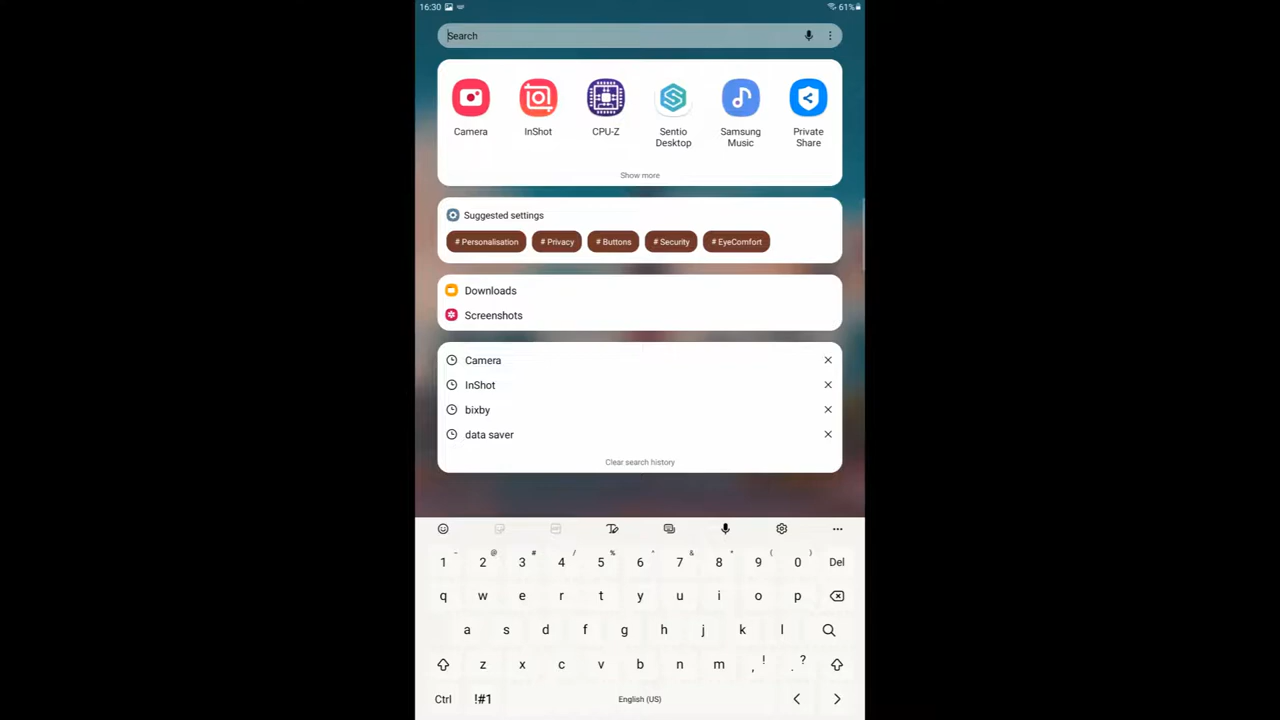 16:30 61%
Search
Camera InShot CPU-Z Sentio Desktop Samsung Music Private Share
Show more
Suggested settings
# Personalisation # Privacy # Buttons # Security # EyeComfort
Downloads
Screenshots
Camera
InShot
bixby
data saver
Clear search history
- @ # / % ^ & * ( )
1 2 3 4 5 6 7 8 9 0 Del
q w e r t y u i o p
a s d f g h j k l
z x c v b n m , ! . ?
Ctrl !#1 English (US)